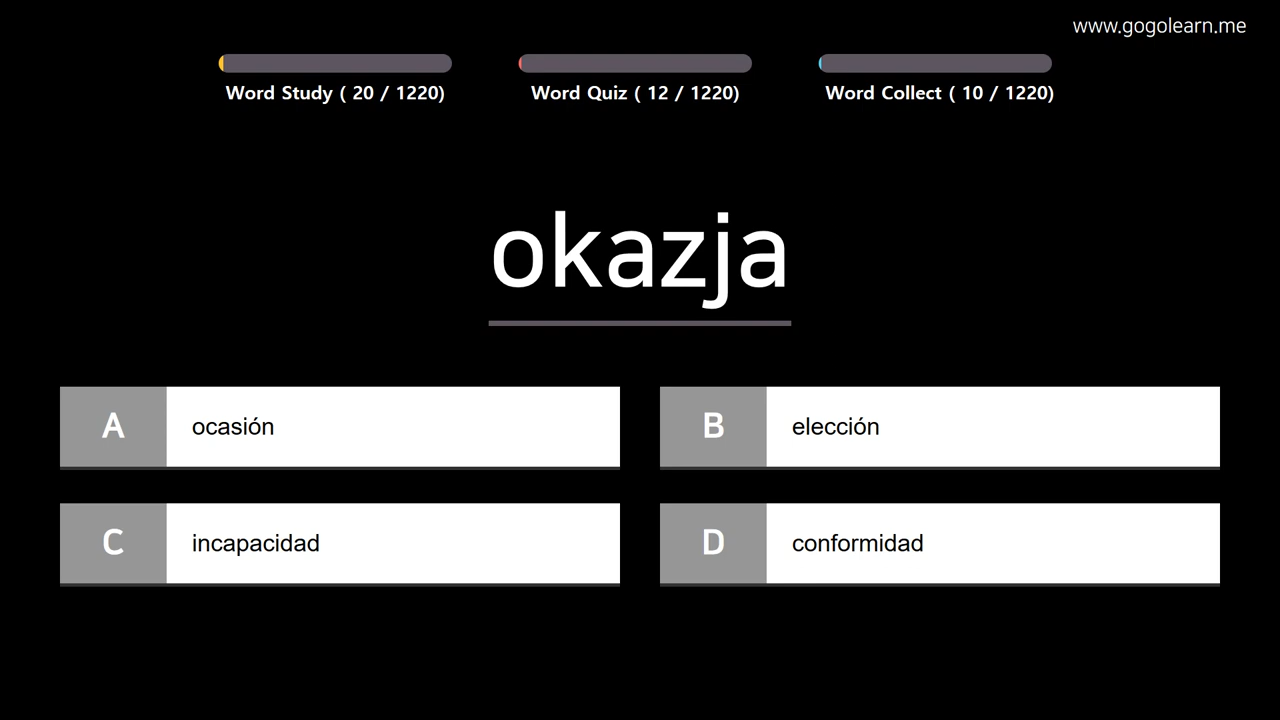 www.gogolearn.me
Word Study ( 20 / 1220)
Word Quiz ( 12 / 1220)
Word Collect ( 10 / 1220)
okazja
A ocasión
B elección
C incapacidad
D conformidad